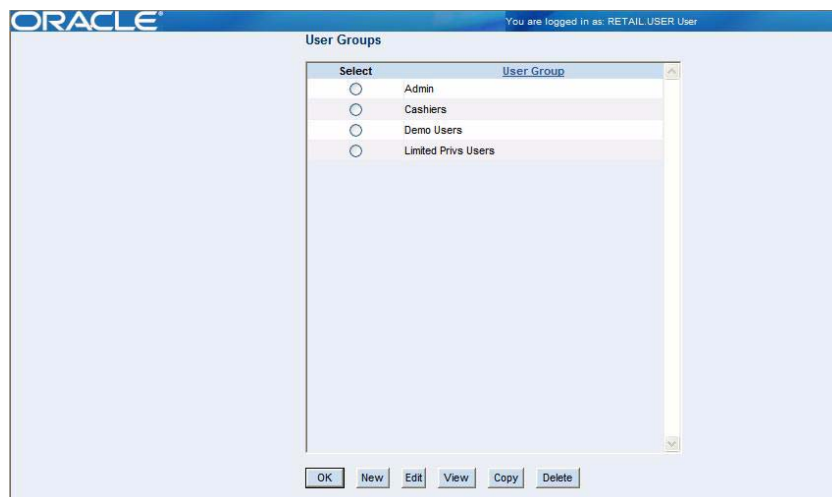 ORACLE
You are logged in as: RETAIL.USER User
User Groups
Select User Group
Admin
Cashiers
Demo Users
Limited Privs Users
OK New Edit View Copy Delete